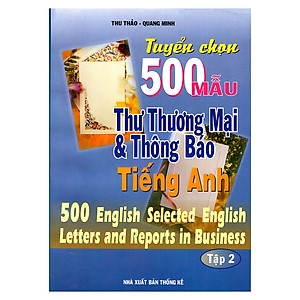 THU THẢO - QUANG MINH
Tuyển chọn
500 MẪU
Thư Thương Mại
& Thông Báo
Tiếng Anh
500 English Selected English
Letters and Reports in Business
Tập 2
NHÀ XUẤT BẢN THỐNG KÊ